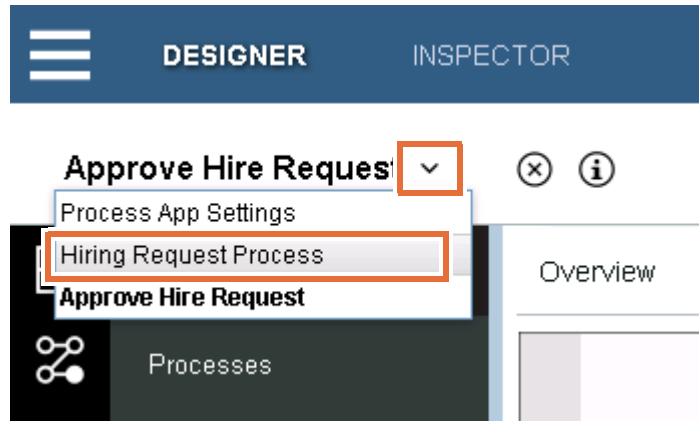 DESIGNER INSPECTOR
Approve Hire Request
Process App Settings
Hiring Request Process
Approve Hire Request
Overview
Processes